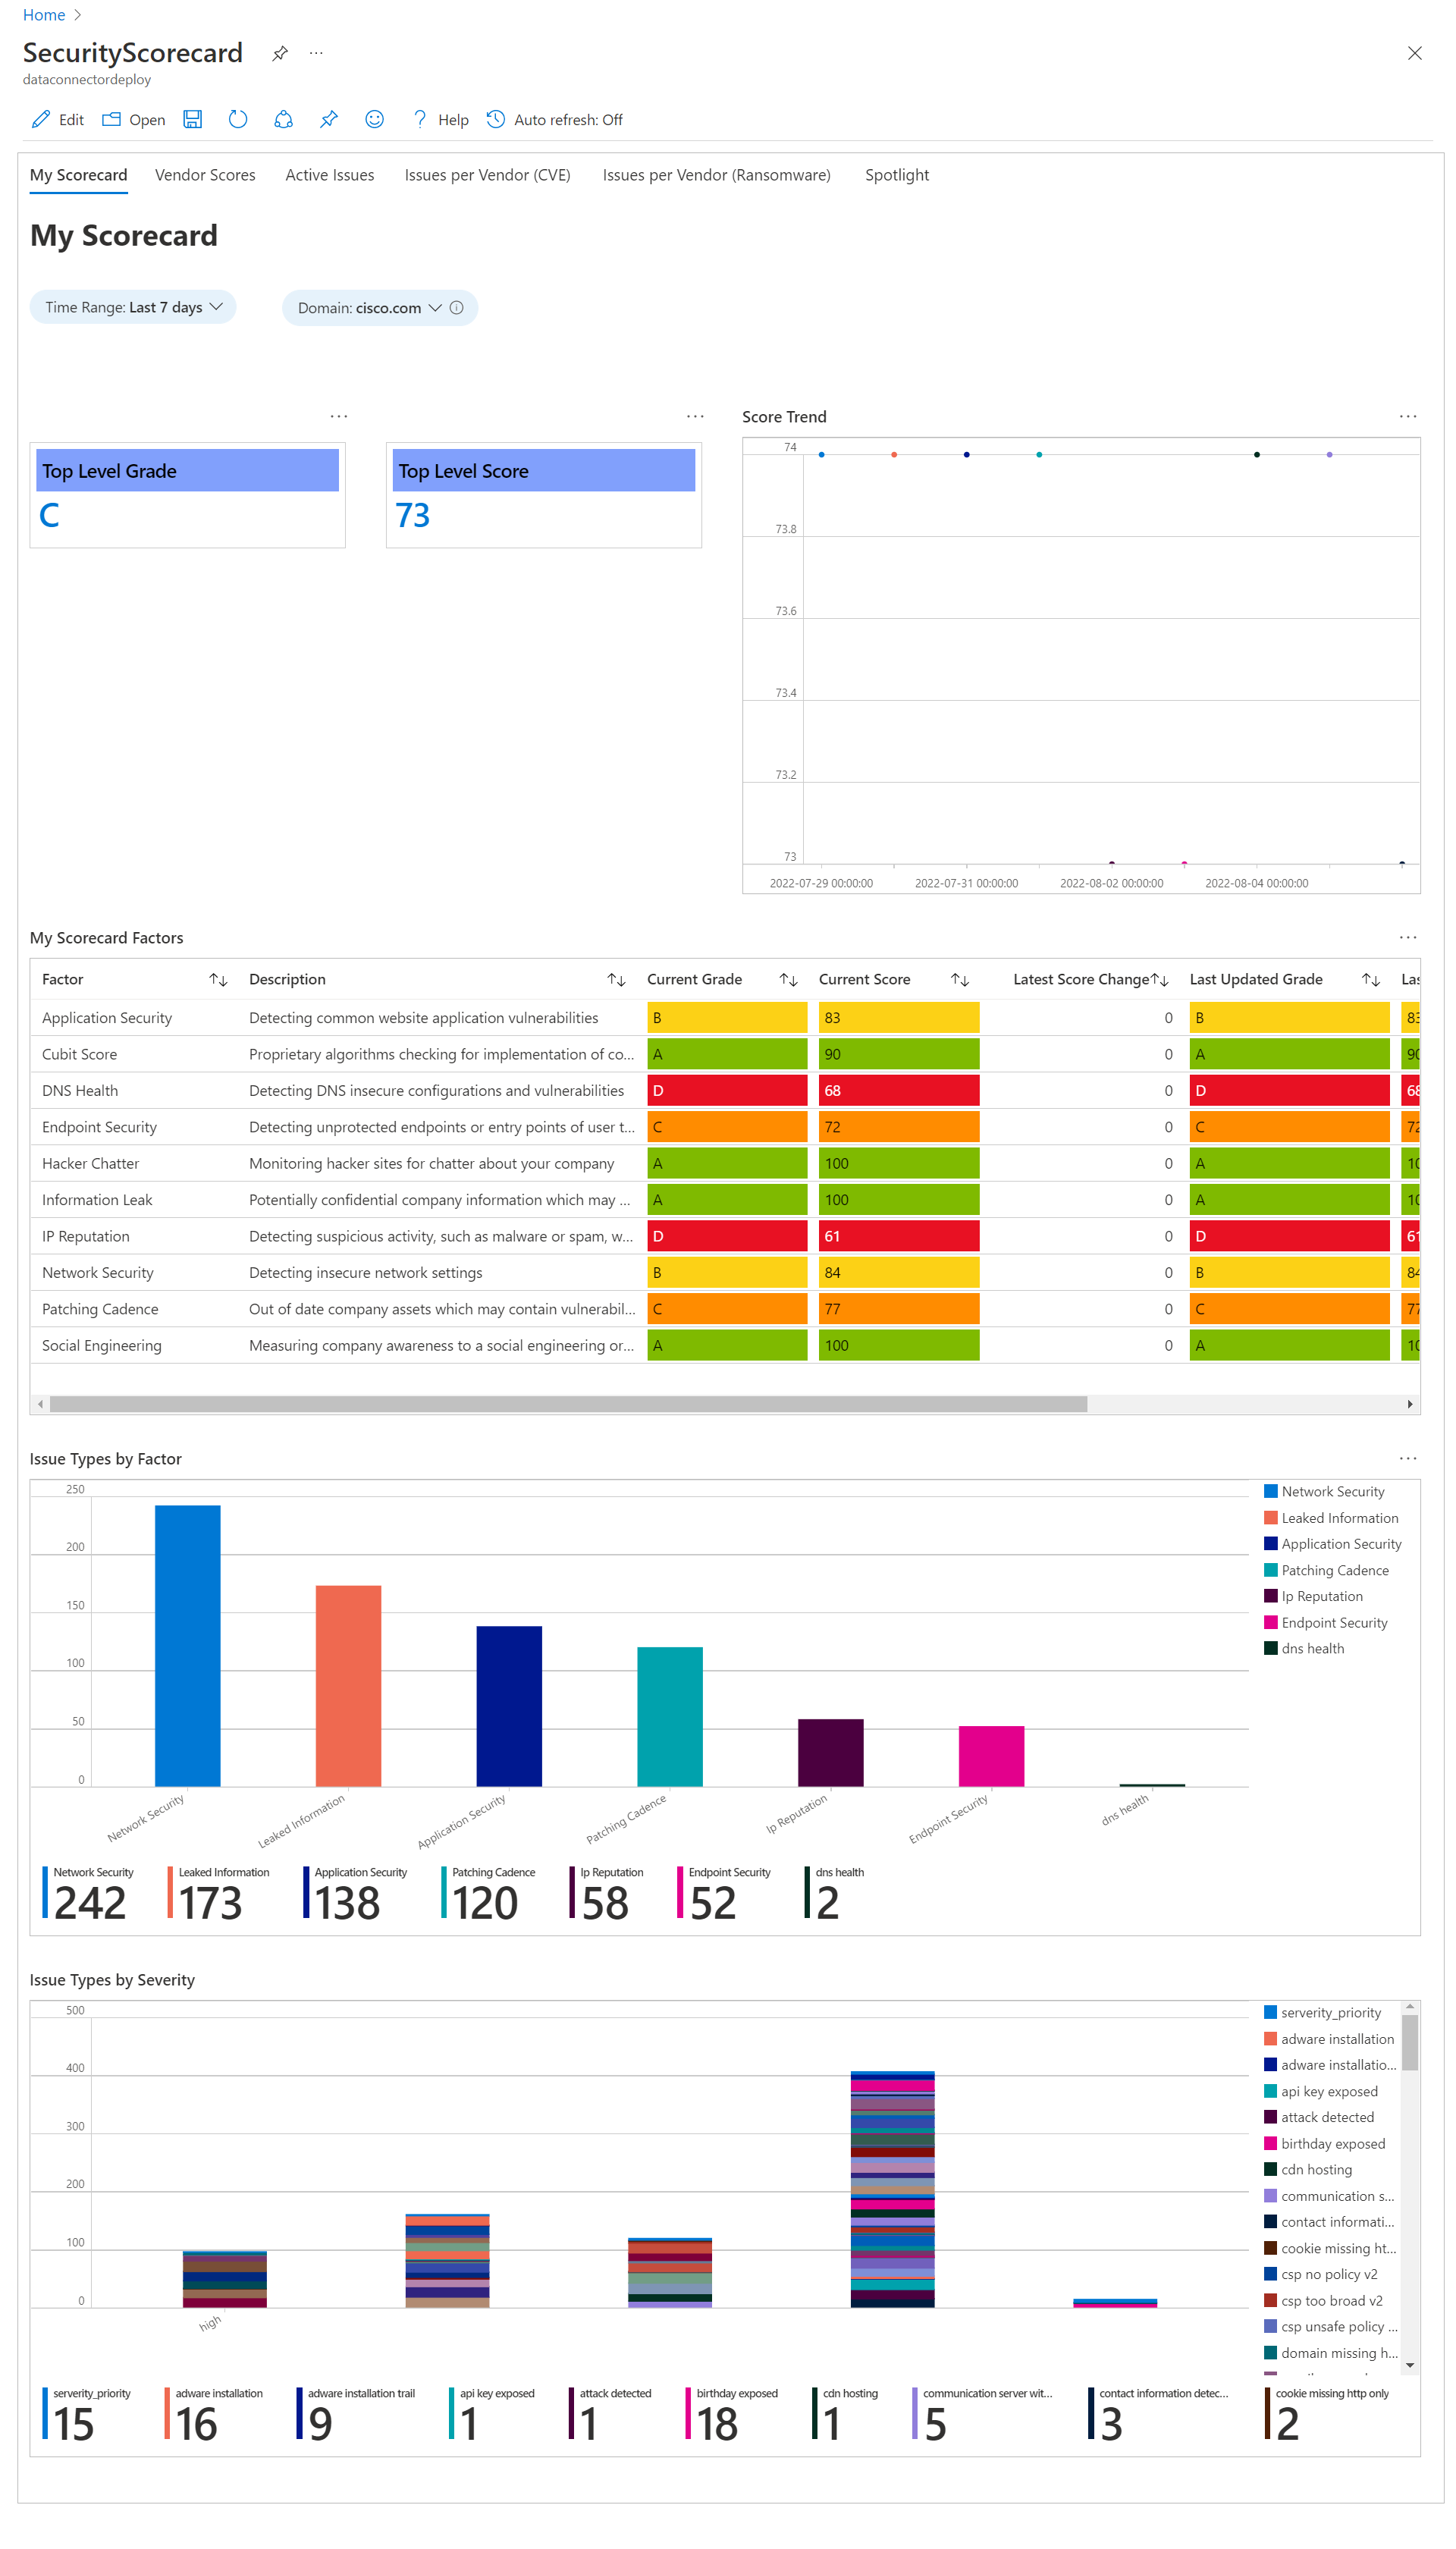 Home
SecurityScorecard
dataconnectordeploy
Edit Open Help Auto refresh: Off
My Scorecard Vendor Scores Active Issues Issues per Vendor (CVE) Issues per Vendor (Ransomware) Spotlight
My Scorecard
Time Range: Last 7 days Domain: cisco.com
Top Level Grade
C
Top Level Score
73
Score Trend
74
73.8
73.6
73.4
73.2
73
2022-07-29 00:00:00 2022-07-31 00:00:00 2022-08-02 00:00:00 2022-08-04 00:00:00
My Scorecard Factors
Factor Description Current Grade Current Score Latest Score Change Last Updated Grade Las
Application Security Detecting common website application vulnerabilities B 83 0 B 83
Cubit Score Proprietary algorithms checking for implementation of co... A 90 0 A 90
DNS Health Detecting DNS insecure configurations and vulnerabilities D 68 0 D 68
Endpoint Security Detecting unprotected endpoints or entry points of user t... C 72 0 C 72
Hacker Chatter Monitoring hacker sites for chatter about your company A 100 0 A 10
Information Leak Potentially confidential company information which may ... A 100 0 A 10
IP Reputation Detecting suspicious activity, such as malware or spam, w... D 61 0 D 61
Network Security Detecting insecure network settings B 84 0 B 84
Patching Cadence Out of date company assets which may contain vulnerabil... C 77 0 C 77
Social Engineering Measuring company awareness to a social engineering or... A 100 0 A 10
Issue Types by Factor
250
200
150
100
50
0
Network Security Leaked Information Application Security Patching Cadence Ip Reputation Endpoint Security dns health
Network Security
Leaked Information
Application Security
Patching Cadence
Ip Reputation
Endpoint Security
dns health
Network Security Leaked Information Application Security Patching Cadence Ip Reputation Endpoint Security dns health
242 173 138 120 58 52 2
Issue Types by Severity
500
400
300
200
100
0
high
serverity_priority
adware installation
adware installatio...
api key exposed
attack detected
birthday exposed
cdn hosting
communication s...
contact informati...
cookie missing ht...
csp no policy v2
csp too broad v2
csp unsafe policy ...
domain missing h...
serverity_priority adware installation adware installation trail api key exposed attack detected birthday exposed cdn hosting communication server wit... contact information detec... cookie missing http only
15 16 9 1 1 18 1 5 3 2